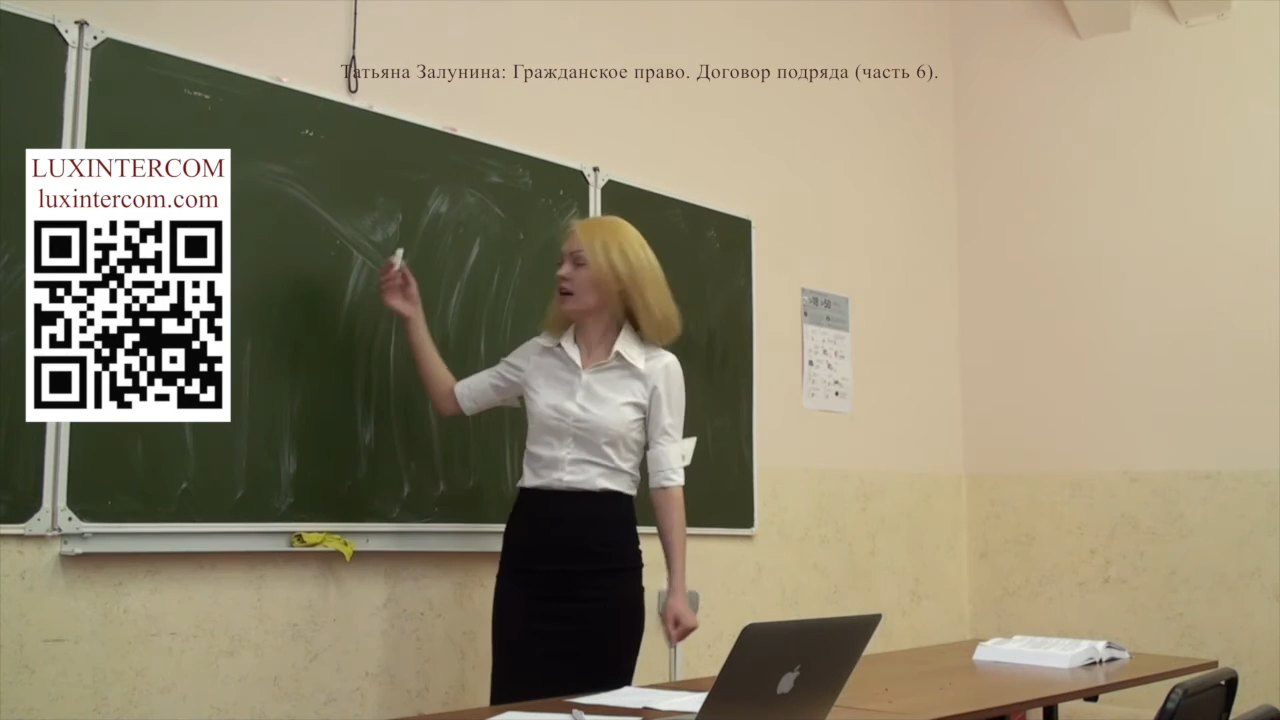 Татьяна Залунина: Гражданское право. Договор подряда (часть 6).
LUXINTERCOM
luxintercom.com